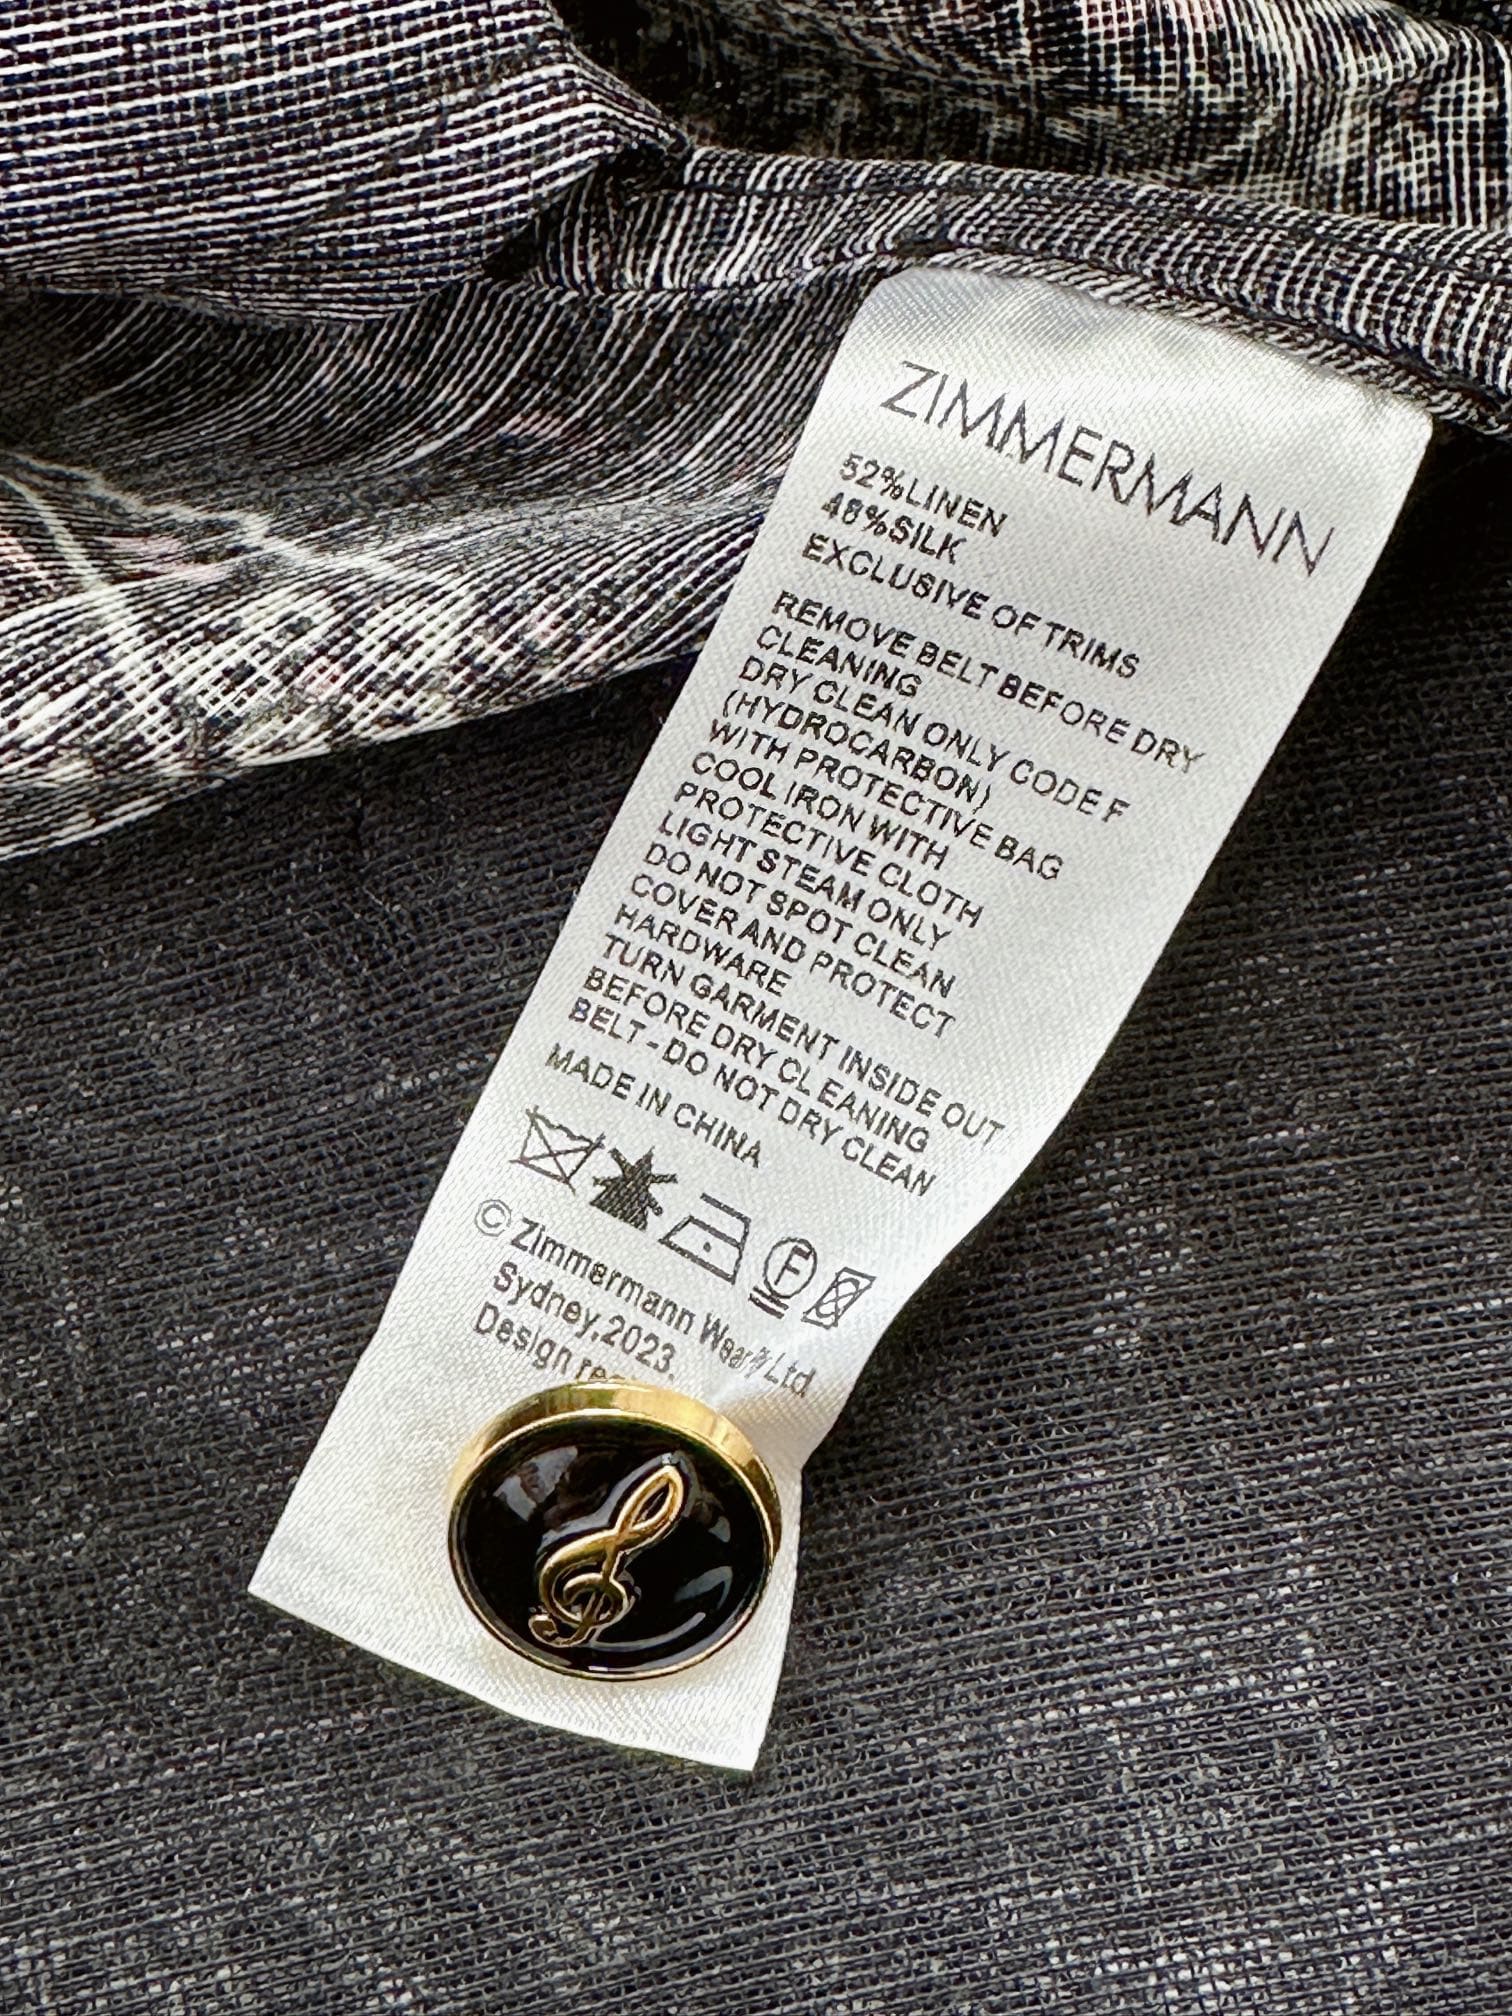 ZIMMERMANN
52%LINEN
48%SILK
EXCLUSIVE OF TRIMS
REMOVE BELT BEFORE DRY
CLEANING
DRY CLEAN ONLY CODE F
(HYDROCARBON)
WITH PROTECTIVE BAG
COOL IRON WITH
PROTECTIVE CLOTH
LIGHT STEAM ONLY
DO NOT SPOT CLEAN
COVER AND PROTECT
HARDWARE
TURN GARMENT INSIDE OUT
BEFORE DRY CLEANING
BELT - DO NOT DRY CLEAN
MADE IN CHINA
F
© Zimmermann Wear P/Ltd.
Sydney,2023.
Design